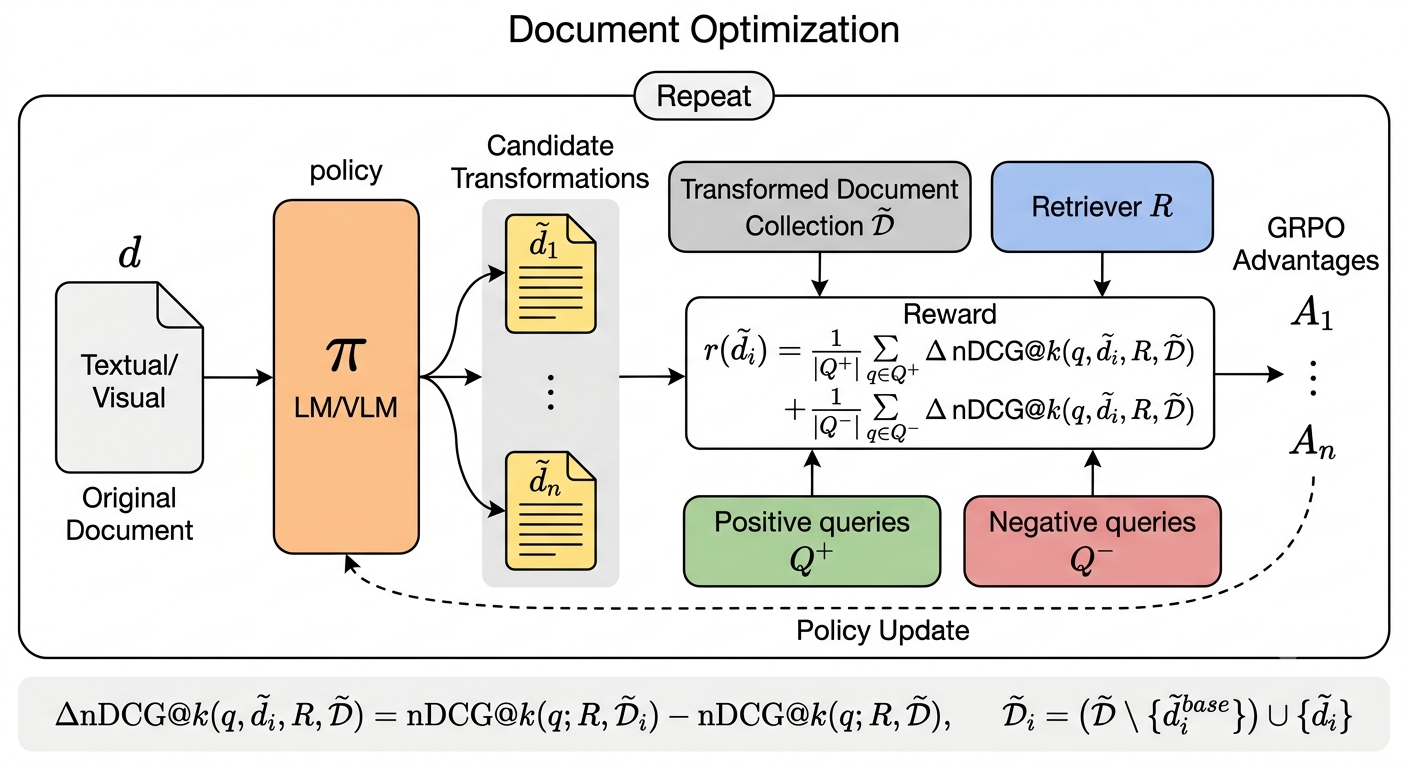 Document Optimization
Repeat
d
Textual/
Visual
Original
Document
policy
π
LM/VLM
Candidate
Transformations
d̃₁
⋮
d̃ₙ
Transformed Document
Collection 𝒟̃
Retriever R
Reward
r(d̃ᵢ) = 1/|Q⁺| ∑_{q∈Q⁺} Δ nDCG@k(q, d̃ᵢ, R, 𝒟̃)
+ 1/|Q⁻| ∑_{q∈Q⁻} Δ nDCG@k(q, d̃ᵢ, R, 𝒟̃)
Positive queries
Q⁺
Negative queries
Q⁻
GRPO
Advantages
A₁
⋮
Aₙ
Policy Update
ΔnDCG@k(q, d̃ᵢ, R, 𝒟̃) = nDCG@k(q; R, 𝒟̃ᵢ) − nDCG@k(q; R, 𝒟̃), 𝒟̃ᵢ = (𝒟̃ \ {d̃ᵢ^{base}}) ∪ {d̃ᵢ}